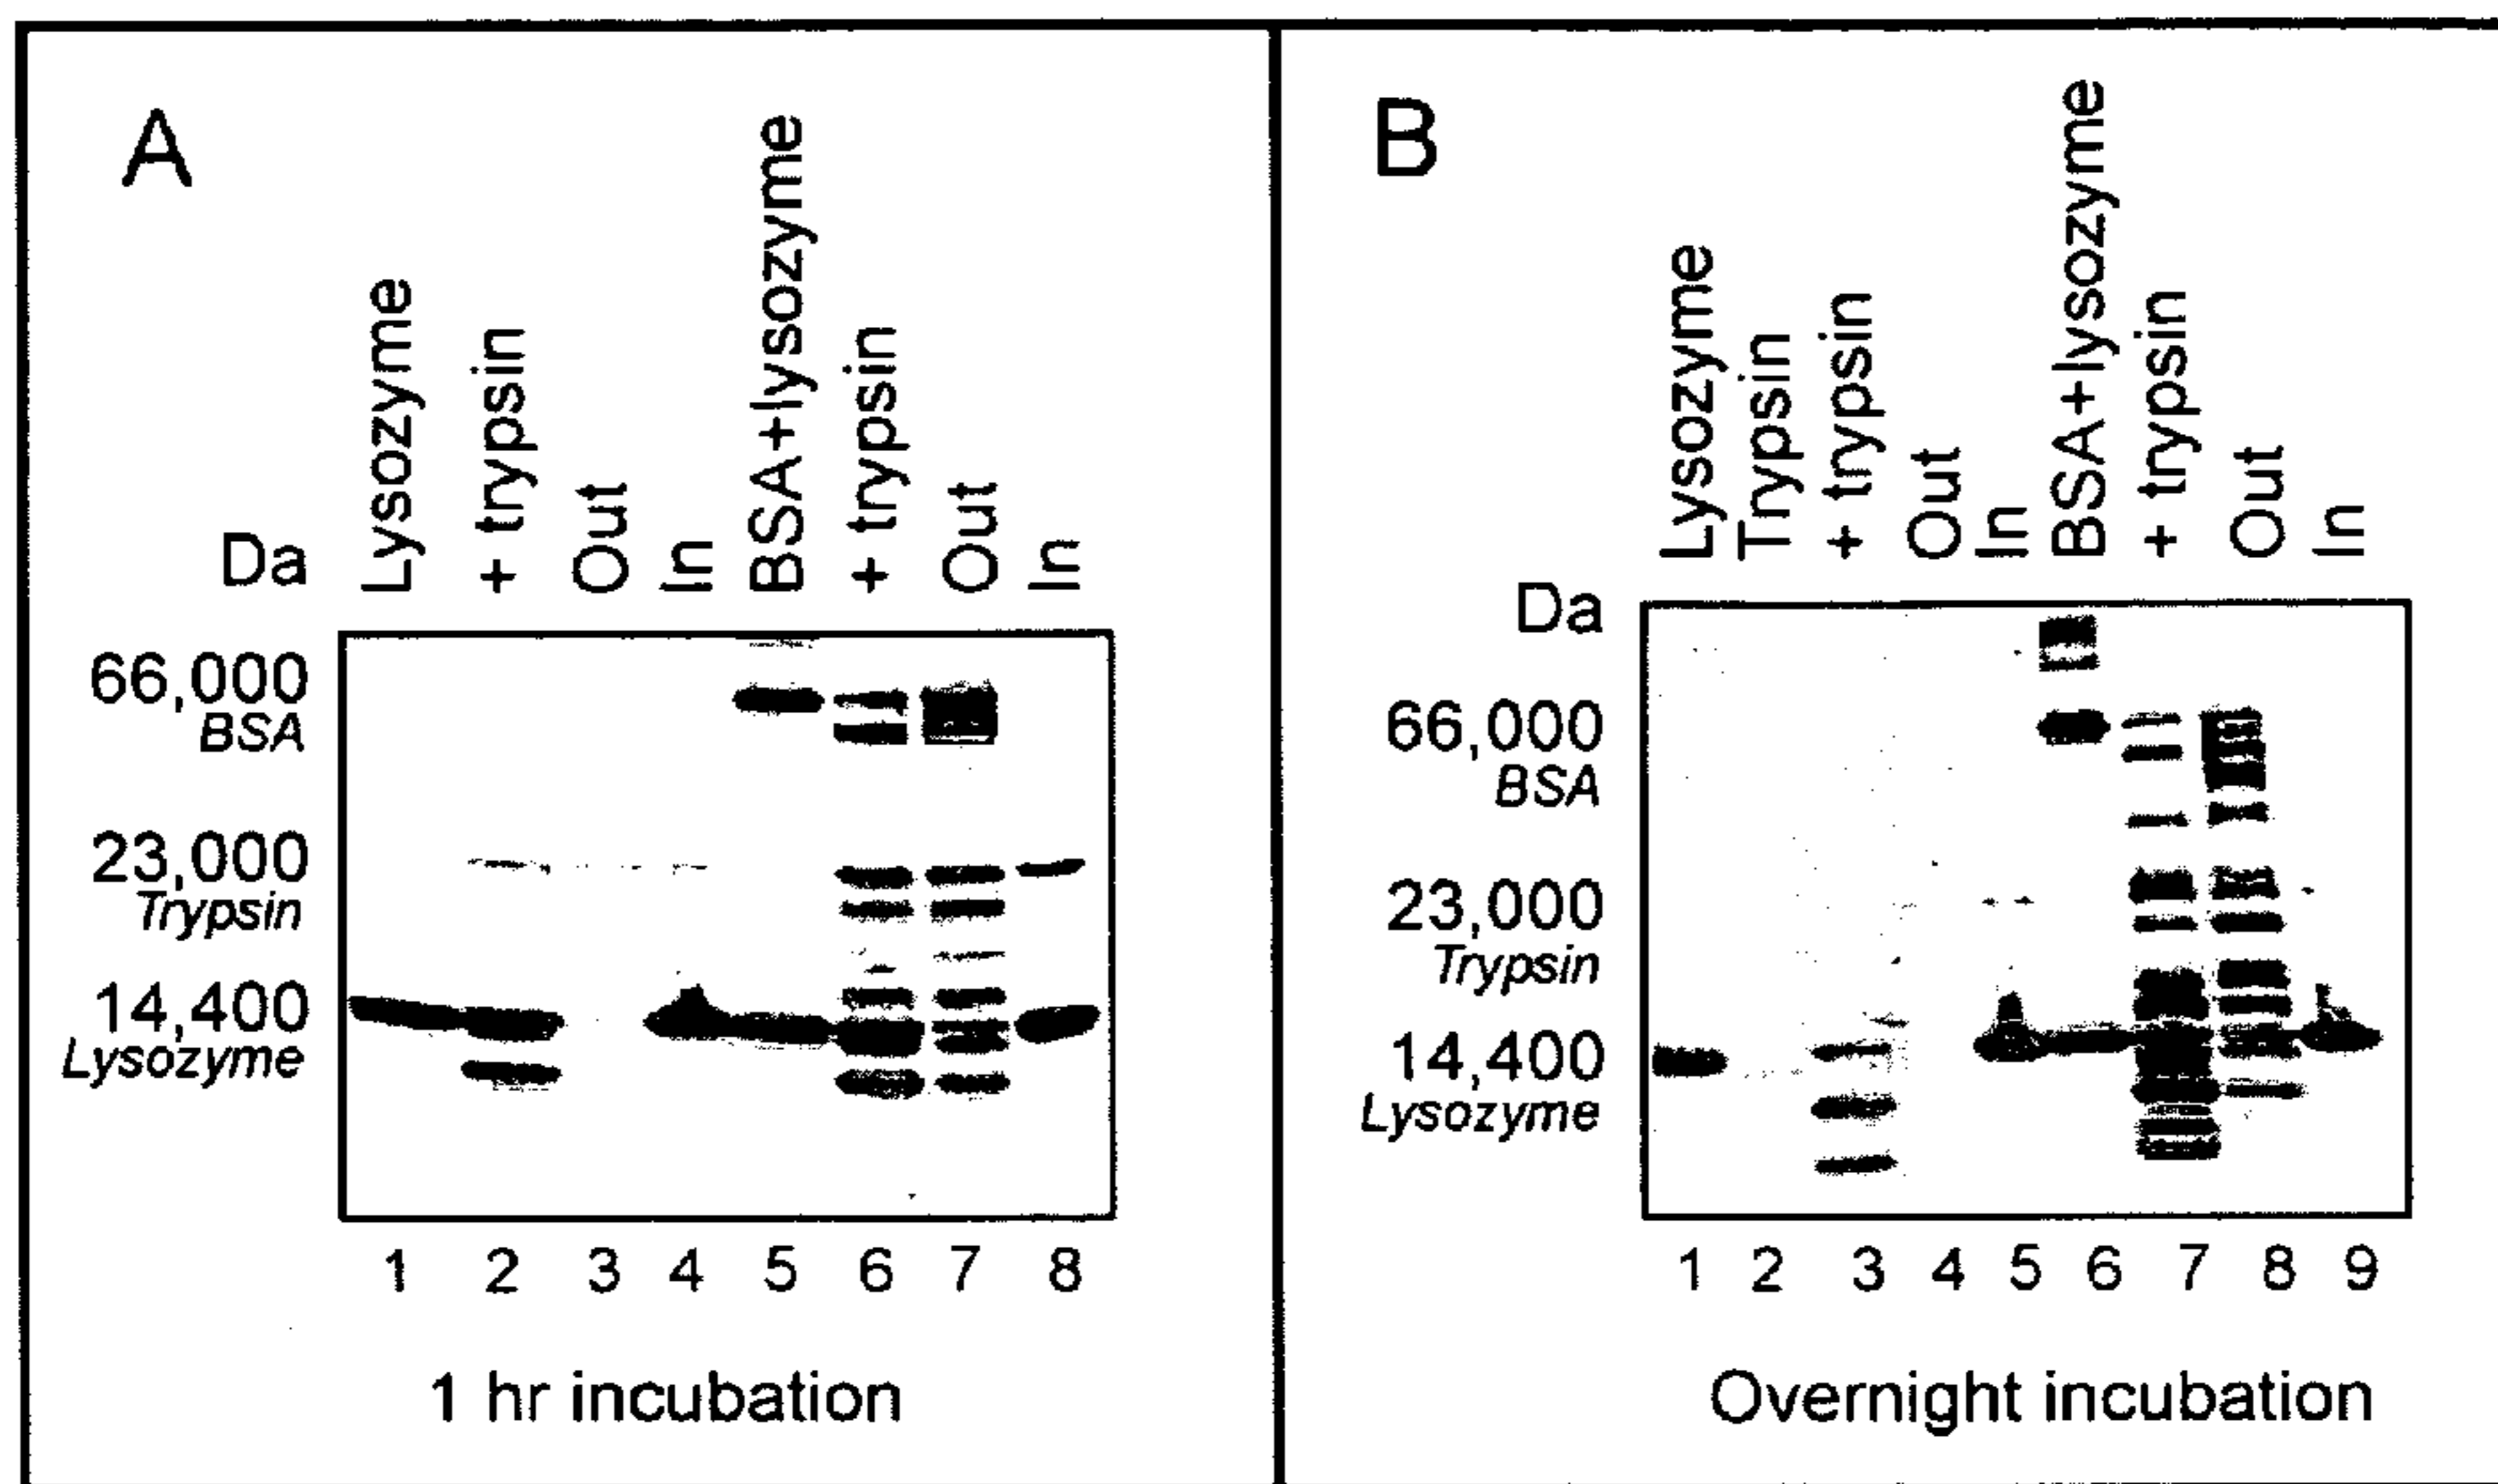 A
Da
Lysozyme
+ trypsin
Out
In
BSA+lysozyme
+ trypsin
Out
In
66,000
BSA
23,000
Trypsin
14,400
Lysozyme
1 2 3 4 5 6 7 8
1 hr incubation
B
Da
Lysozyme
Trypsin
+ trypsin
Out
In
BSA+lysozyme
+ trypsin
Out
In
66,000
BSA
23,000
Trypsin
14,400
Lysozyme
1 2 3 4 5 6 7 8 9
Overnight incubation